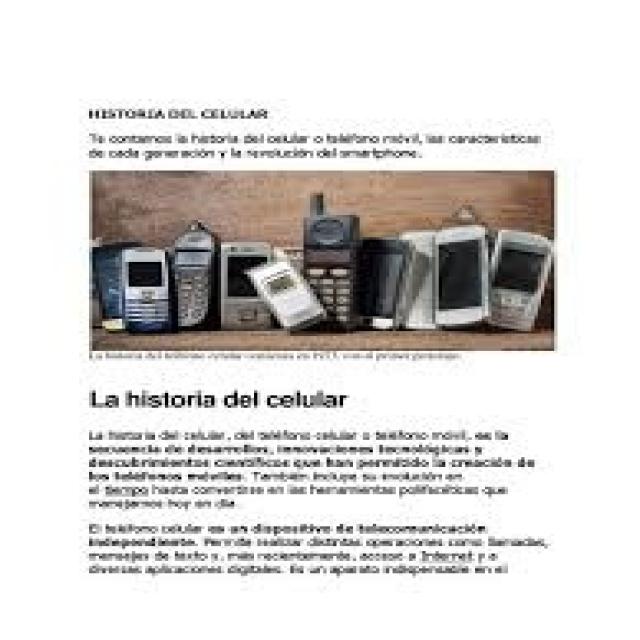 HISTORIA DEL CELULAR
Te contamos la historia del celular o teléfono móvil, las características
de cada generación y la revolución del smartphone.
La historia del teléfono celular comienza en 1973, con el primer prototipo.
La historia del celular
La historia del celular, del teléfono celular o teléfono móvil, es la
secuencia de desarrollos, innovaciones tecnológicas y
descubrimientos científicos que han permitido la creación de
los teléfonos móviles. También incluye su evolución en
el tiempo hasta convertirse en las herramientas polifacéticas que
manejamos hoy en día.
El teléfono celular es un dispositivo de telecomunicación
independiente. Permite realizar distintas operaciones como llamadas,
mensajes de texto y, más recientemente, acceso a Internet y a
diversas aplicaciones digitales. Es un aparato indispensable en el